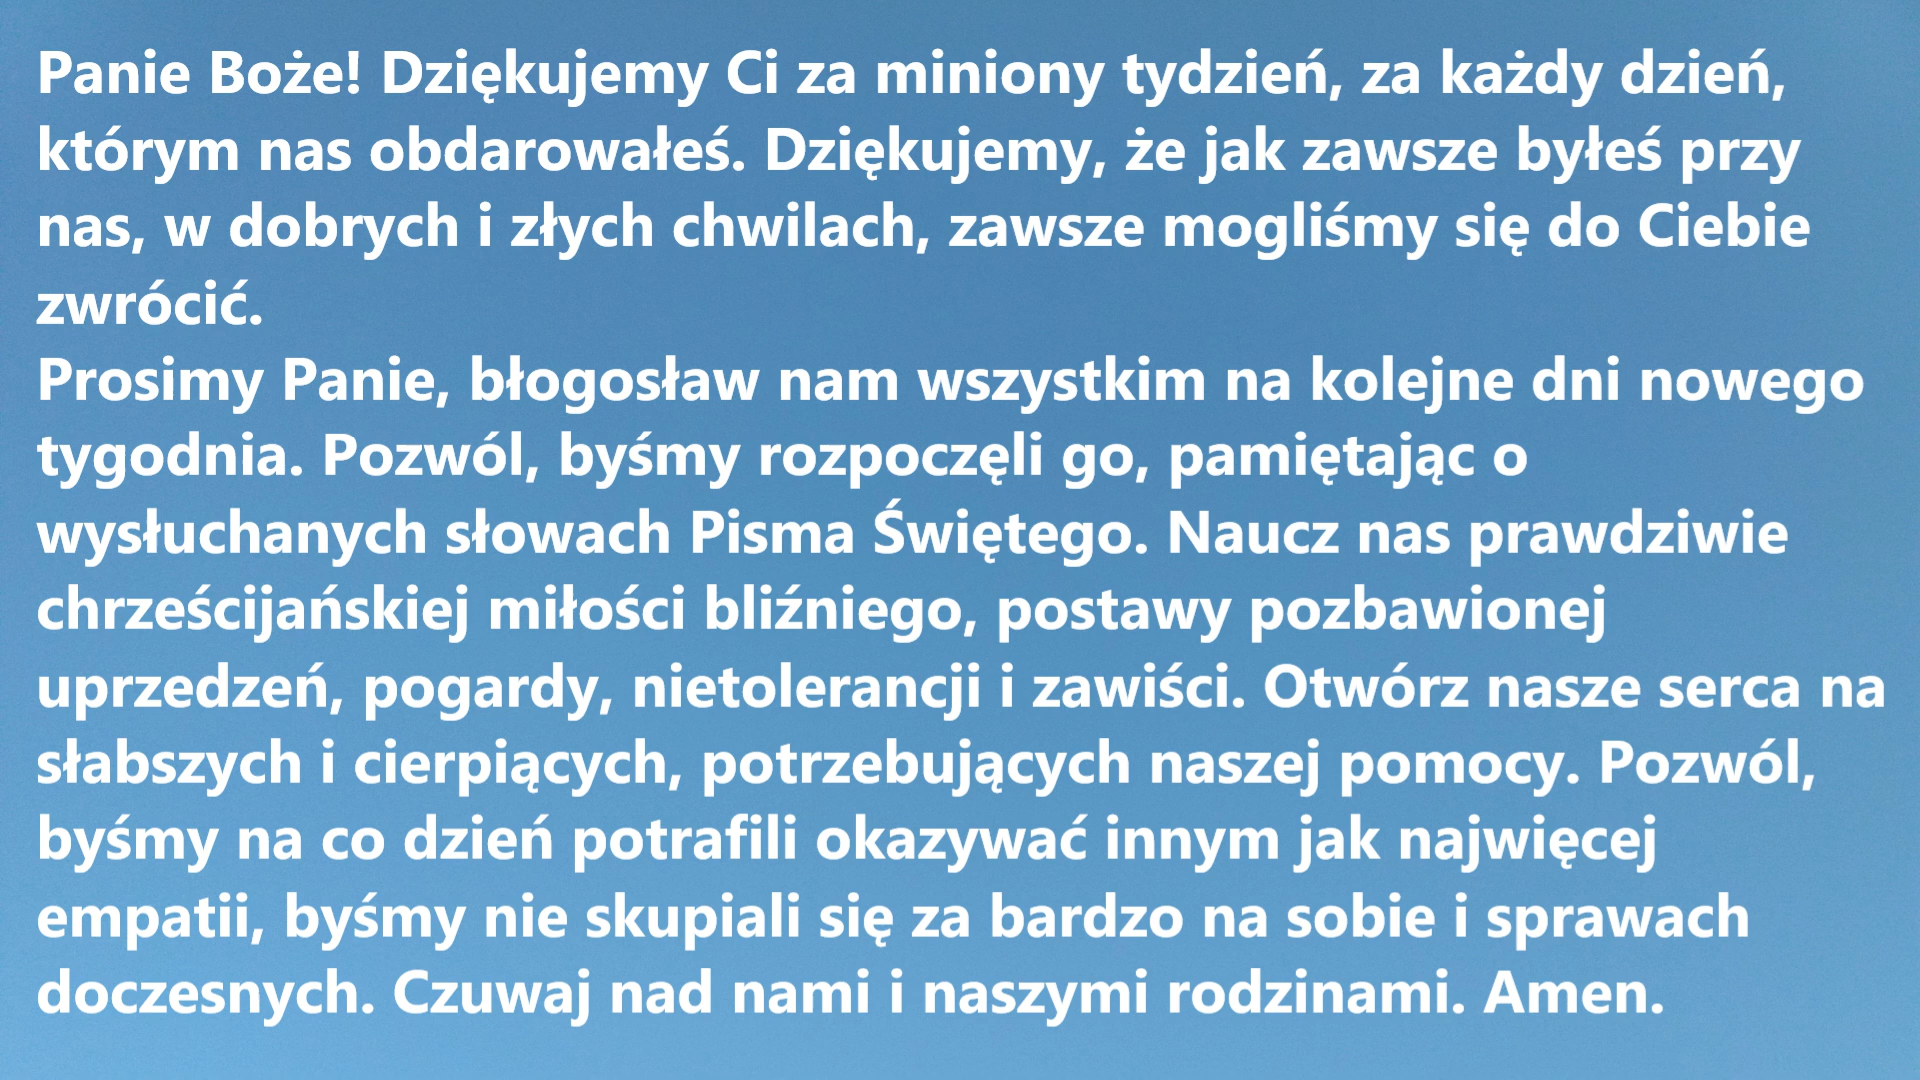 Panie Boże! Dziękujemy Ci za miniony tydzień, za każdy dzień,
którym nas obdarowałeś. Dziękujemy, że jak zawsze byłeś przy
nas, w dobrych i złych chwilach, zawsze mogliśmy się do Ciebie
zwrócić.
Prosimy Panie, błogosław nam wszystkim na kolejne dni nowego
tygodnia. Pozwól, byśmy rozpoczęli go, pamiętając o
wysłuchanych słowach Pisma Świętego. Naucz nas prawdziwie
chrześcijańskiej miłości bliźniego, postawy pozbawionej
uprzedzeń, pogardy, nietolerancji i zawiści. Otwórz nasze serca na
słabszych i cierpiących, potrzebujących naszej pomocy. Pozwól,
byśmy na co dzień potrafili okazywać innym jak najwięcej
empatii, byśmy nie skupiali się za bardzo na sobie i sprawach
doczesnych. Czuwaj nad nami i naszymi rodzinami. Amen.